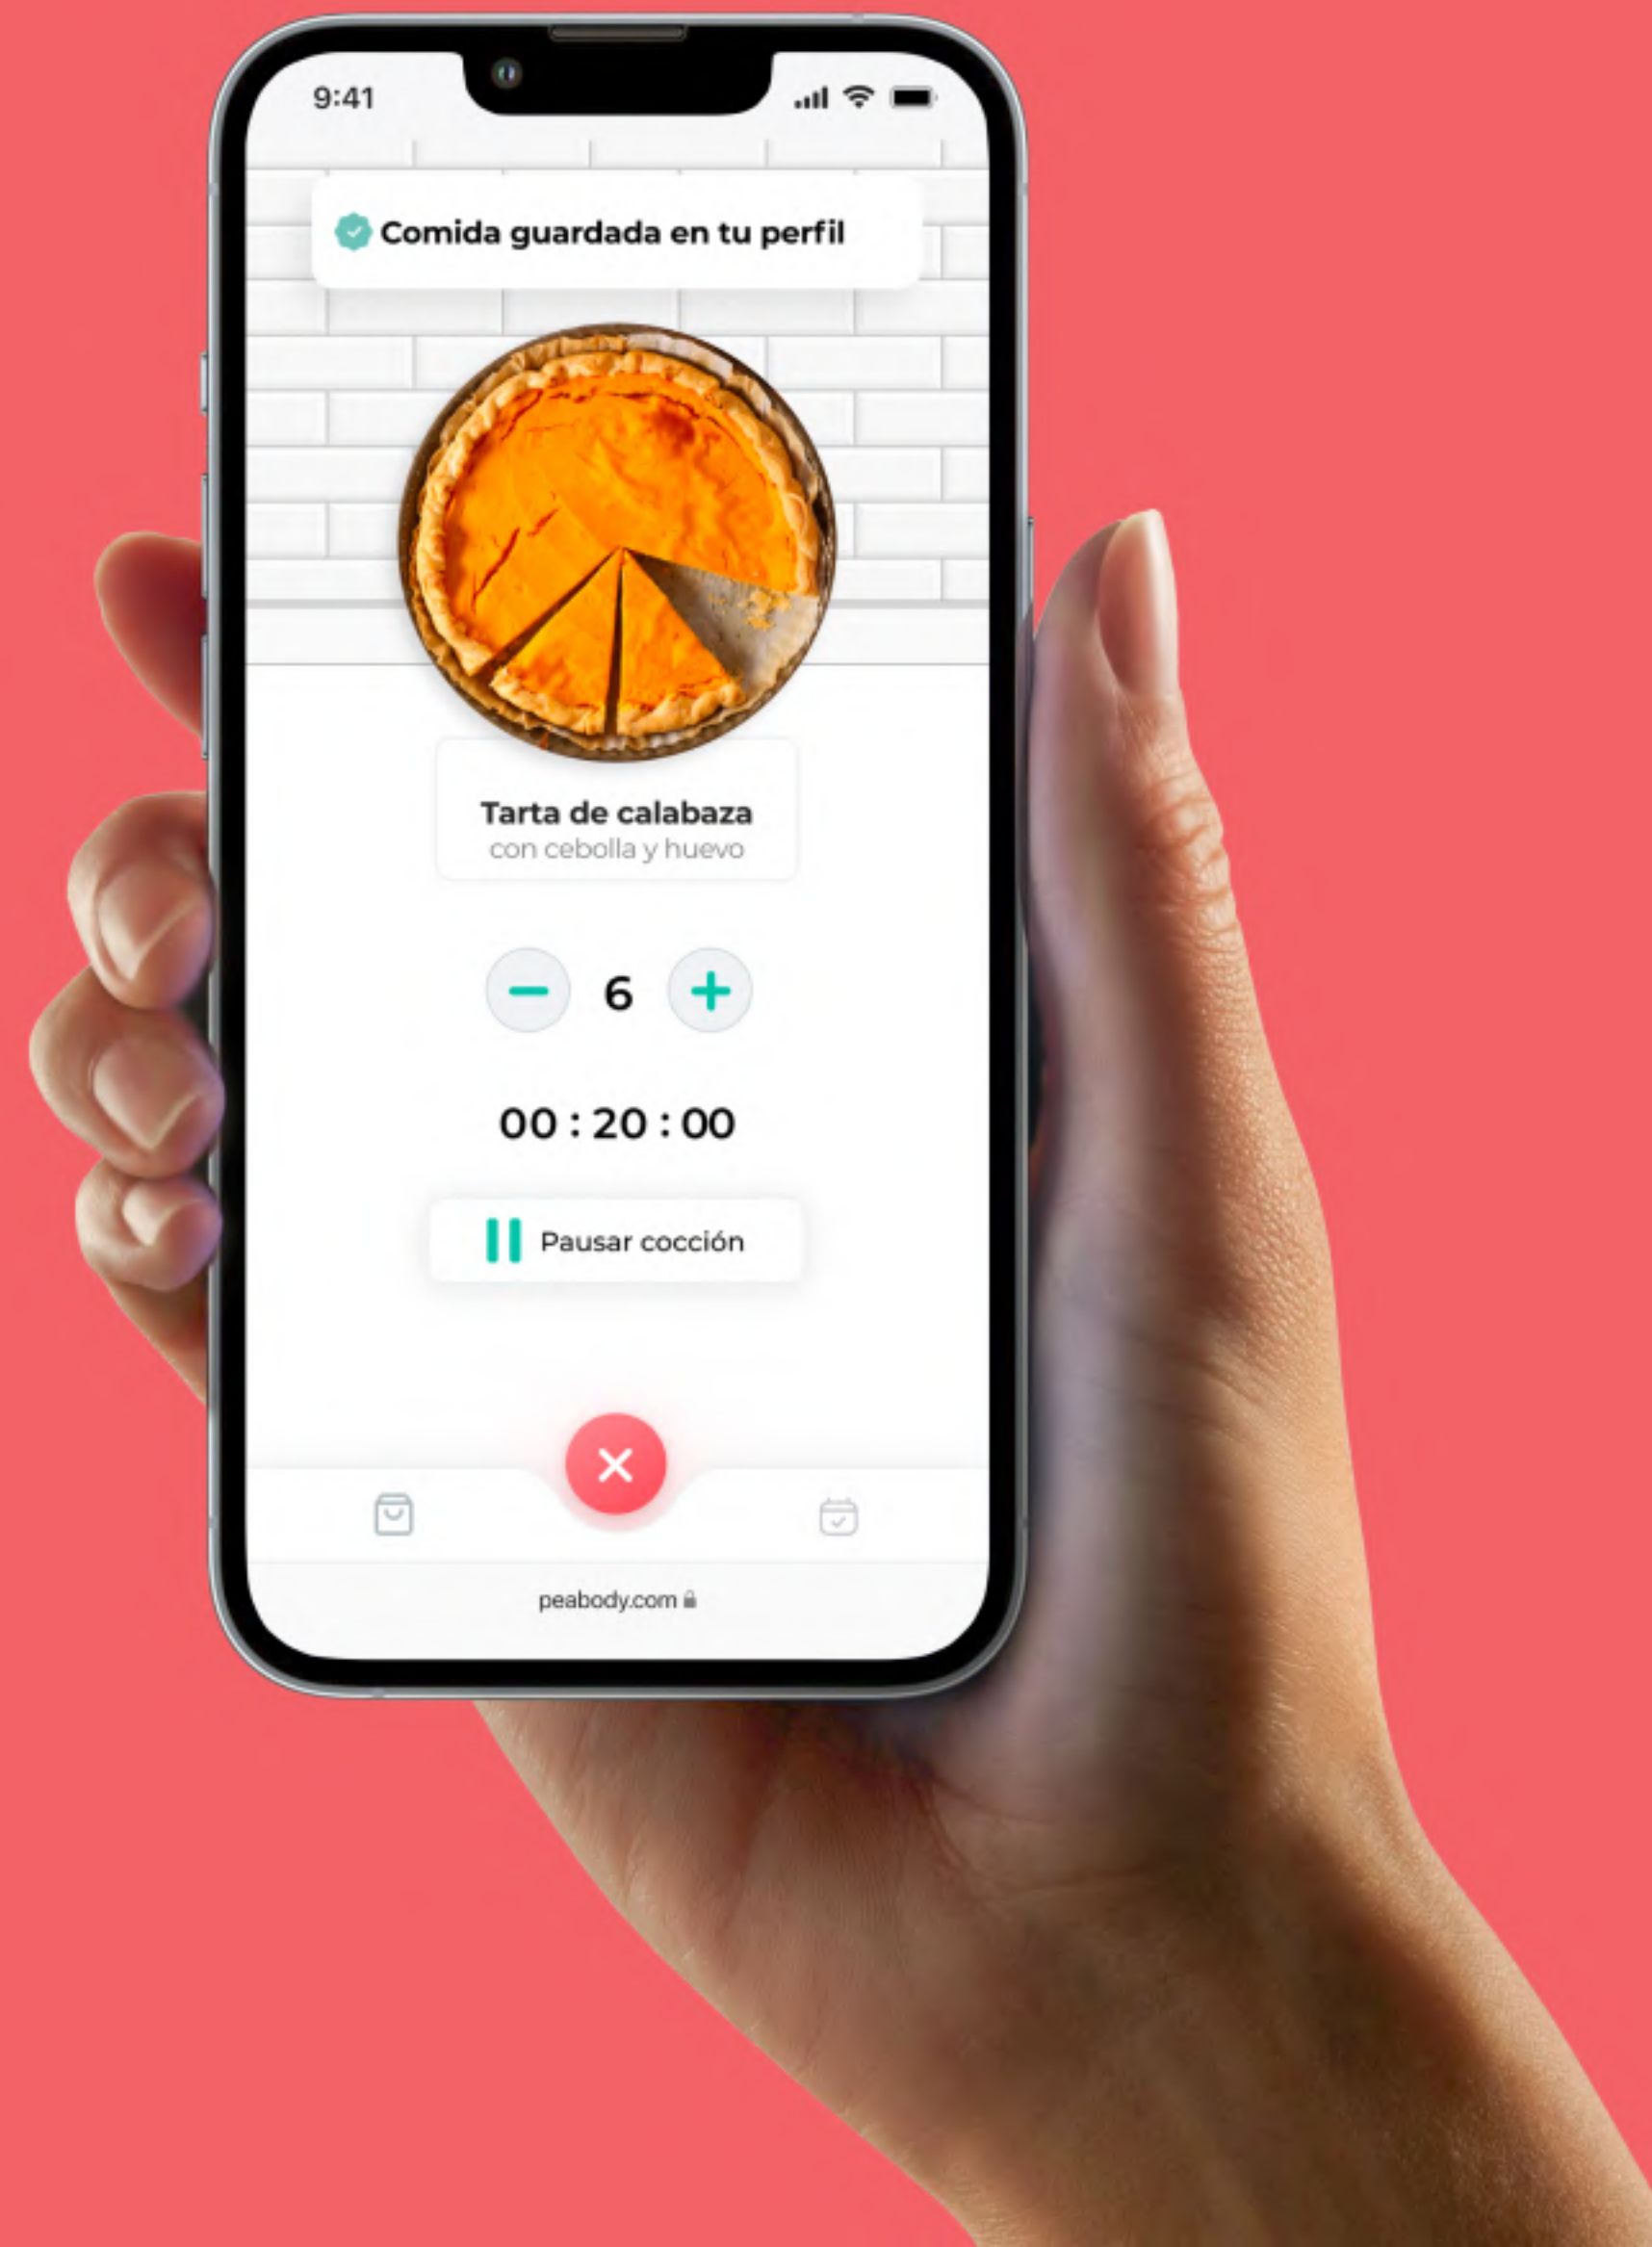 9:41
Comida guardada en tu perfil
Tarta de calabaza
con cebolla y huevo
6
00 : 20 : 00
Pausar cocción
peabody.com